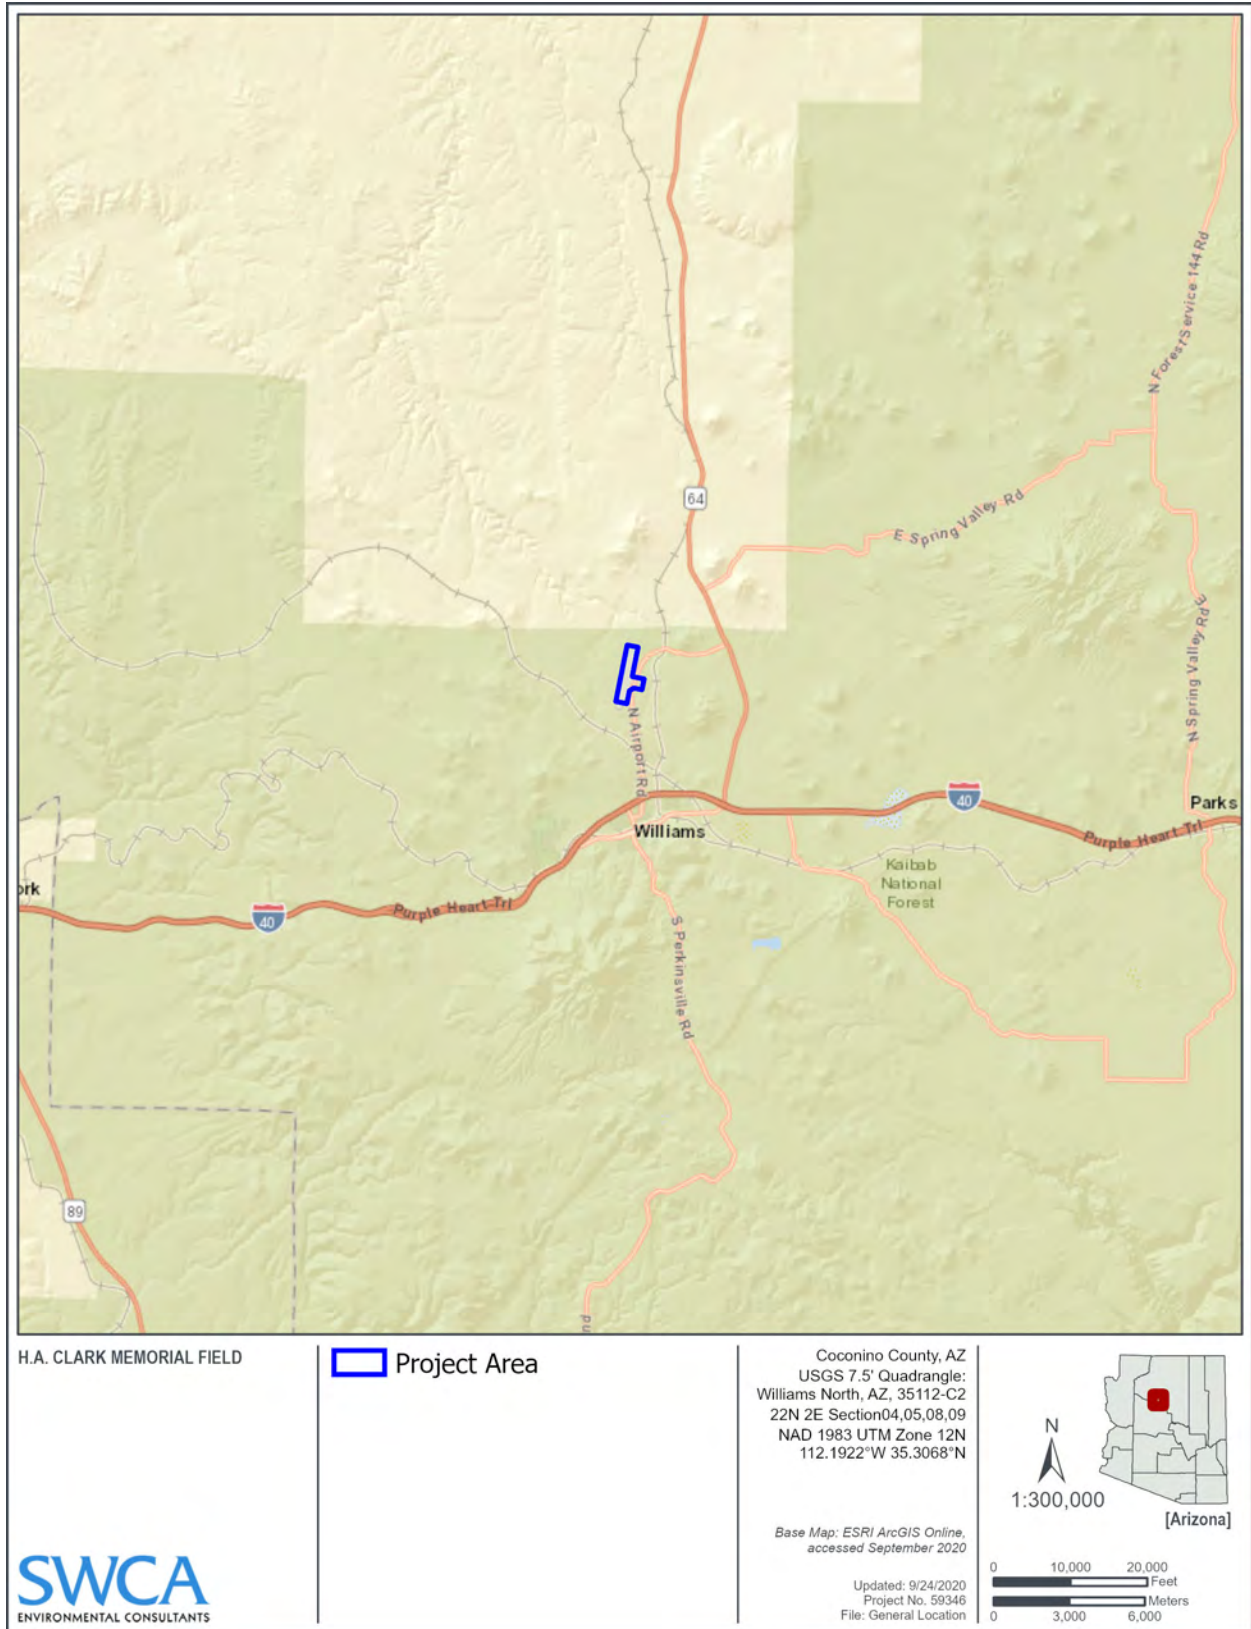 64
N Forest Service 144 Rd
E Spring Valley Rd
N Spring Valley Rd E
N Airport Rd
40
Parks
Williams
Purple Heart Trl
Kaibab
National
Forest
ork
Purple Heart Trl
40
S Perkinsville Rd
89
nd
H.A. CLARK MEMORIAL FIELD
Project Area
Coconino County, AZ
USGS 7.5' Quadrangle:
Williams North, AZ, 35112-C2
22N 2E Section04,05,08,09
NAD 1983 UTM Zone 12N
112.1922°W 35.3068°N
N
1:300,000
[Arizona]
Base Map: ESRI ArcGIS Online,
accessed September 2020
Updated: 9/24/2020
Project No. 59346
File: General Location
0 10,000 20,000
Feet
Meters
0 3,000 6,000
SWCA
ENVIRONMENTAL CONSULTANTS